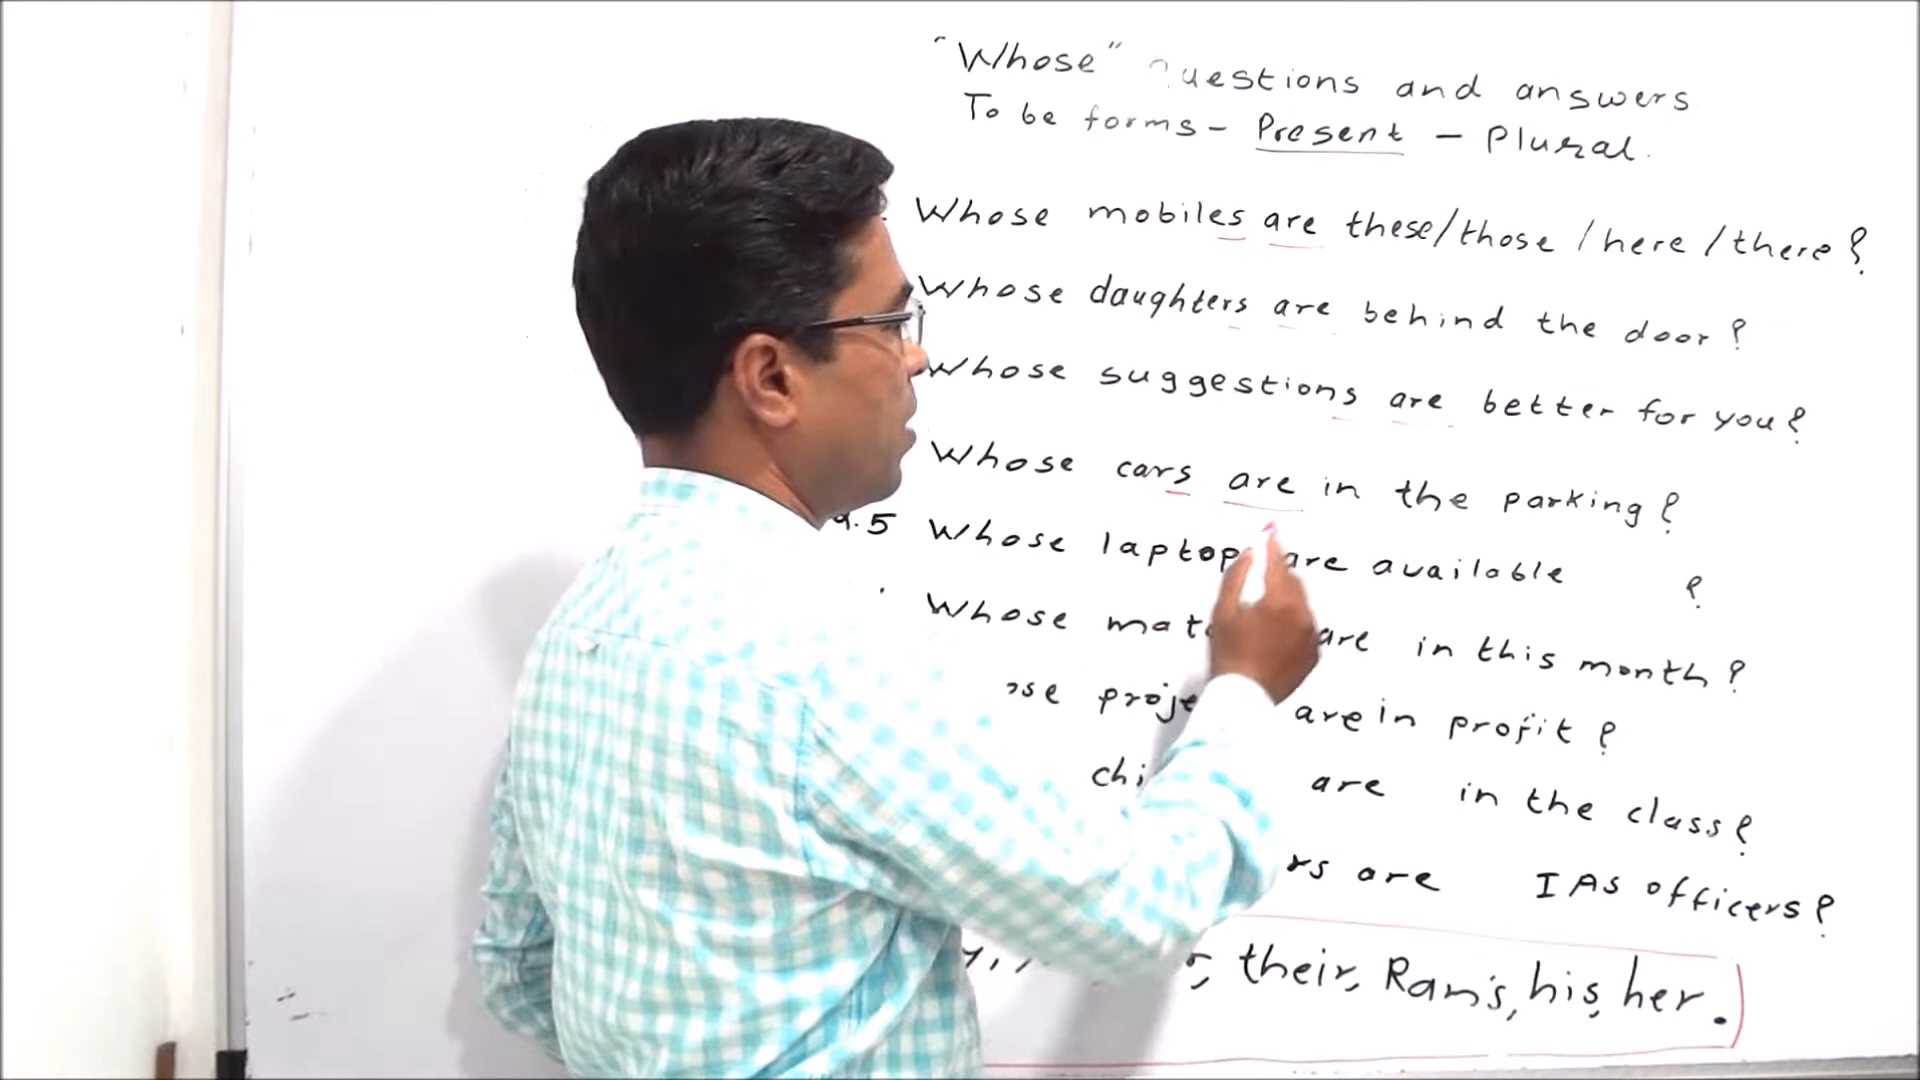 "Whose" Questions and answers
To be forms - Present - Plural.
Whose mobiles are these/those/here/there?
Whose daughters are behind the door?
Whose suggestions are better for you?
Whose cars are in the parking?
Q.5 Whose laptop are available ?
Whose are in this month?
are in profit?
are in the class?
are IAS officers?
their, Ram's, his, her.